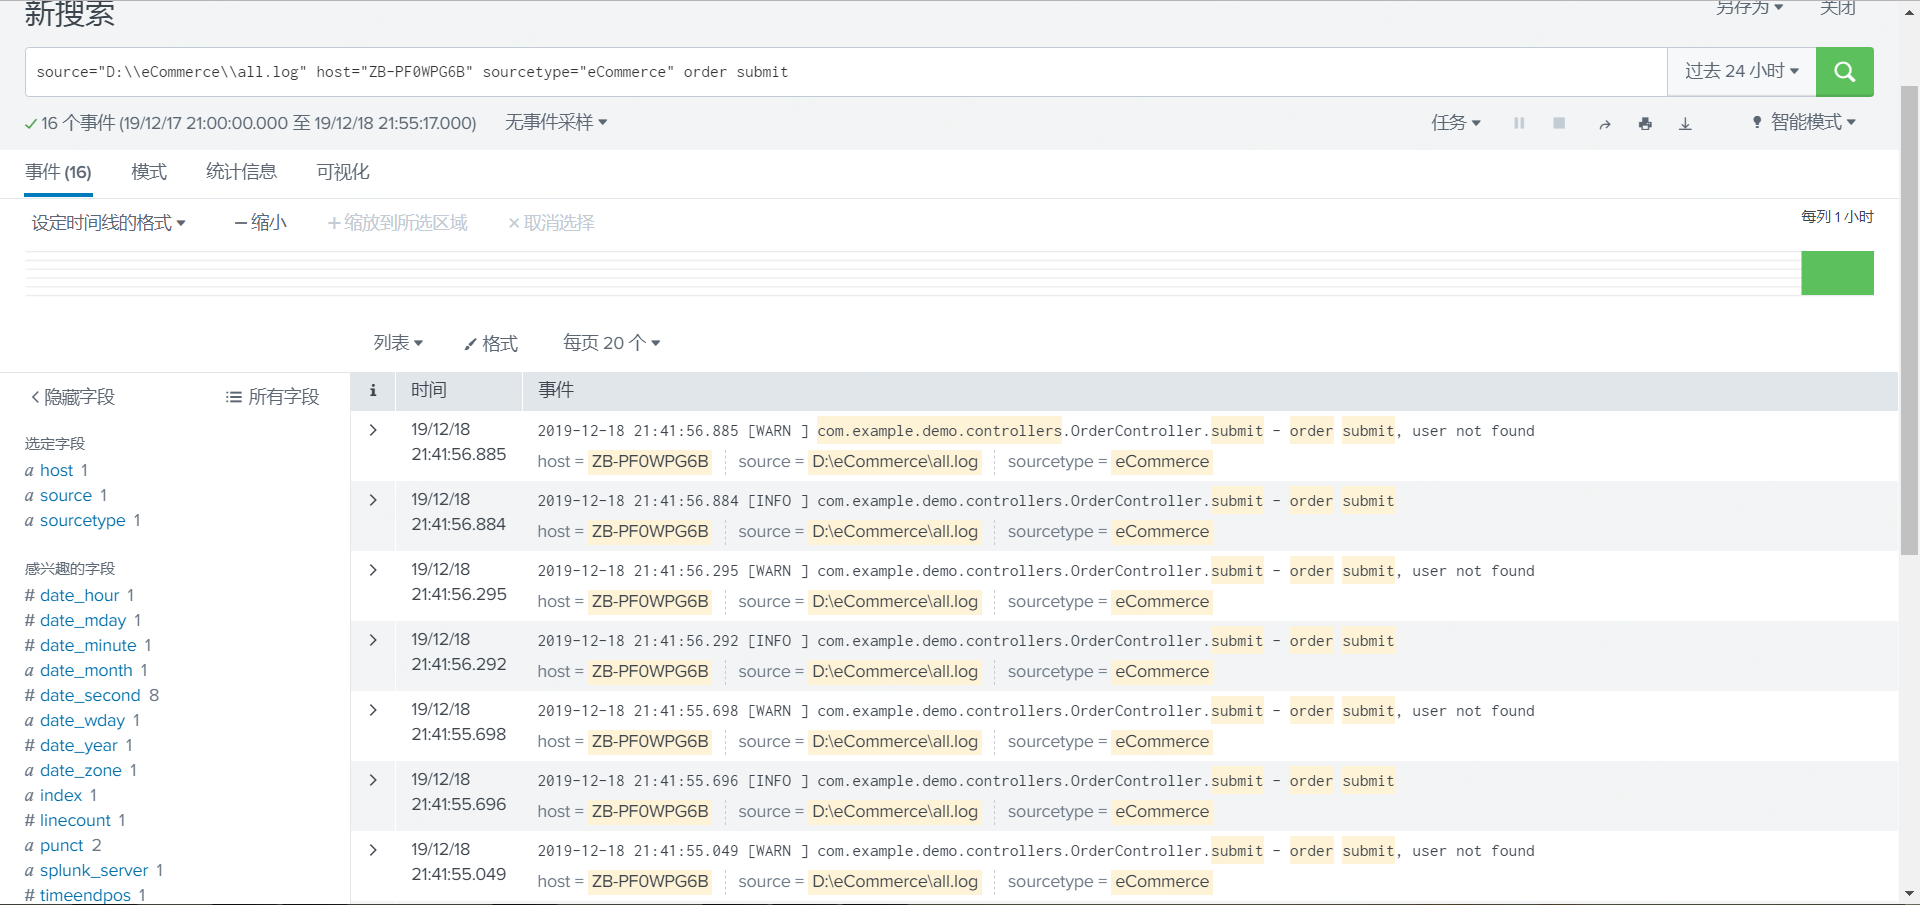 新搜索
另存为 关闭
source="D:\\eCommerce\\all.log" host="ZB-PF0WPG6B" sourcetype="eCommerce" order submit
过去 24 小时
16 个事件 (19/12/17 21:00:00.000 至 19/12/18 21:55:17.000) 无事件采样
任务 智能模式
事件 (16) 模式 统计信息 可视化
设定时间线的格式 — 缩小 + 缩放到所选区域 × 取消选择
每列 1 小时
列表 格式 每页 20 个
隐藏字段 所有字段
选定字段
a host 1
a source 1
a sourcetype 1
感兴趣的字段
# date_hour 1
# date_mday 1
# date_minute 1
a date_month 1
# date_second 8
a date_wday 1
# date_year 1
a date_zone 1
a index 1
# linecount 1
a punct 2
a splunk_server 1
# timeendpos 1
i 时间 事件
19/12/18
21:41:56.885
2019-12-18 21:41:56.885 [WARN ] com.example.demo.controllers.OrderController.submit - order submit, user not found
host = ZB-PF0WPG6B source = D:\eCommerce\all.log sourcetype = eCommerce
19/12/18
21:41:56.884
2019-12-18 21:41:56.884 [INFO ] com.example.demo.controllers.OrderController.submit - order submit
host = ZB-PF0WPG6B source = D:\eCommerce\all.log sourcetype = eCommerce
19/12/18
21:41:56.295
2019-12-18 21:41:56.295 [WARN ] com.example.demo.controllers.OrderController.submit - order submit, user not found
host = ZB-PF0WPG6B source = D:\eCommerce\all.log sourcetype = eCommerce
19/12/18
21:41:56.292
2019-12-18 21:41:56.292 [INFO ] com.example.demo.controllers.OrderController.submit - order submit
host = ZB-PF0WPG6B source = D:\eCommerce\all.log sourcetype = eCommerce
19/12/18
21:41:55.698
2019-12-18 21:41:55.698 [WARN ] com.example.demo.controllers.OrderController.submit - order submit, user not found
host = ZB-PF0WPG6B source = D:\eCommerce\all.log sourcetype = eCommerce
19/12/18
21:41:55.696
2019-12-18 21:41:55.696 [INFO ] com.example.demo.controllers.OrderController.submit - order submit
host = ZB-PF0WPG6B source = D:\eCommerce\all.log sourcetype = eCommerce
19/12/18
21:41:55.049
2019-12-18 21:41:55.049 [WARN ] com.example.demo.controllers.OrderController.submit - order submit, user not found
host = ZB-PF0WPG6B source = D:\eCommerce\all.log sourcetype = eCommerce